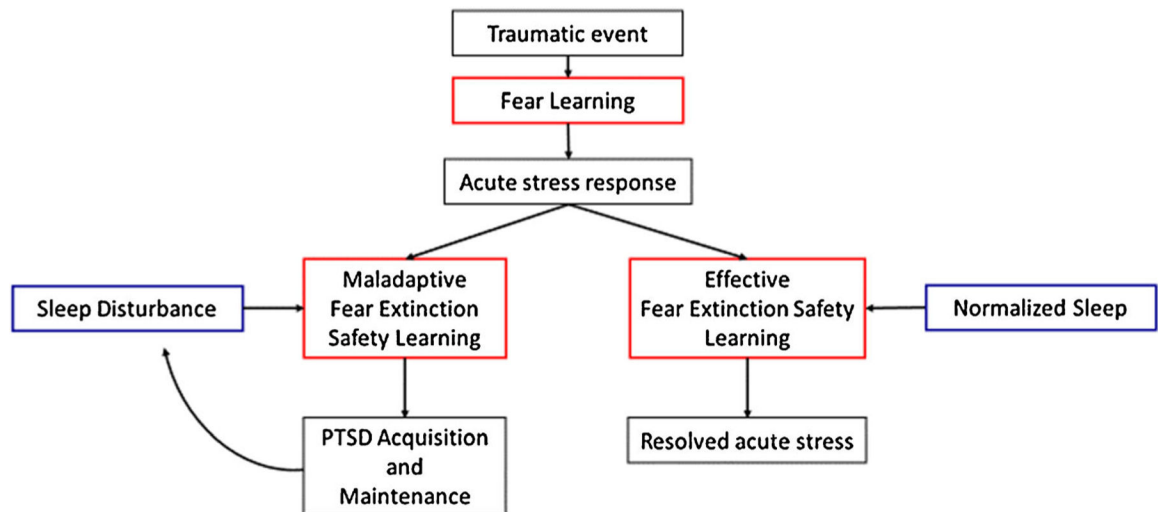 Traumatic event
Fear Learning
Acute stress response
Sleep Disturbance
Maladaptive
Fear Extinction
Safety Learning
Effective
Fear Extinction Safety
Learning
Normalized Sleep
PTSD Acquisition
and
Maintenance
Resolved acute stress